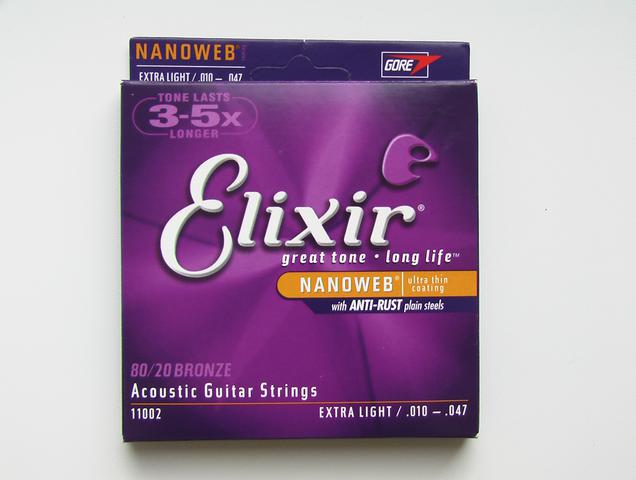 NANOWEB®
EXTRA LIGHT / .010 — .047
GORE
TONE LASTS
3-5x
LONGER
Elixir®
great tone • long life™
NANOWEB® ultra thin coating
with ANTI-RUST plain steels
80/20 BRONZE
Acoustic Guitar Strings
11002 EXTRA LIGHT / .010 — .047